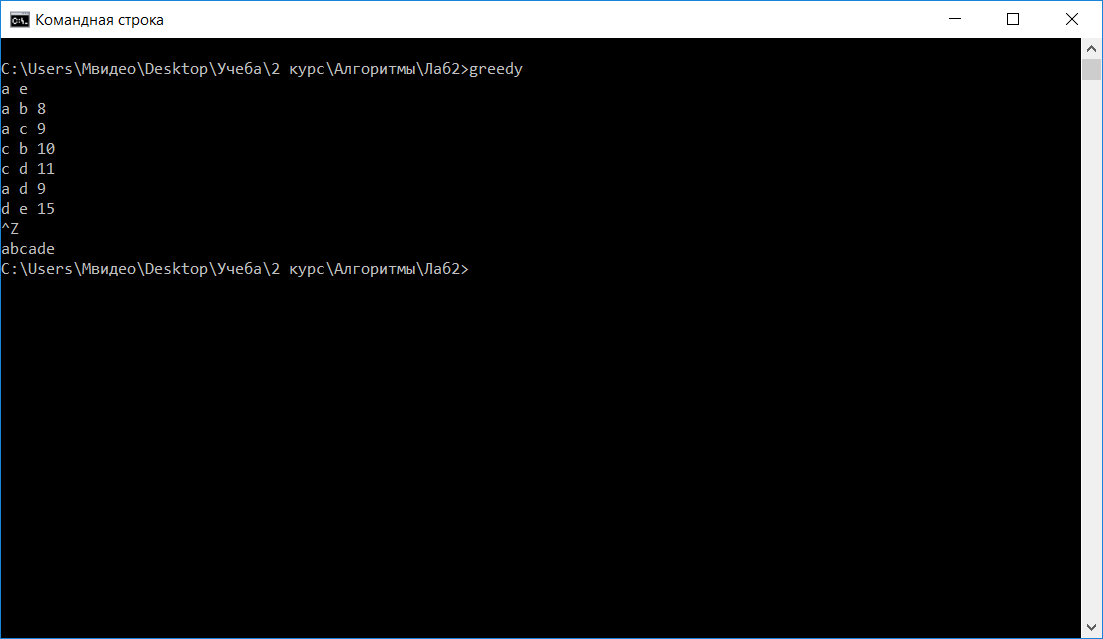 Командная строка
C:\Users\Мвидео\Desktop\Учеба\2 курс\Алгоритмы\Лаб2>greedy
a e
a b 8
a c 9
c b 10
c d 11
a d 9
d e 15
^Z
abcade
C:\Users\Мвидео\Desktop\Учеба\2 курс\Алгоритмы\Лаб2>